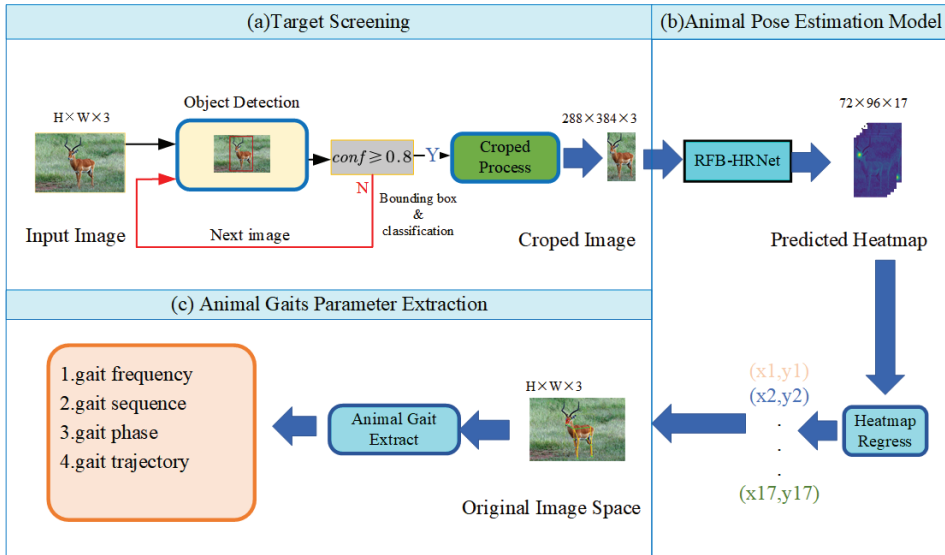 (a)Target Screening
(b)Animal Pose Estimation Model
Object Detection
H×W×3
conf≥0.8
Y
N
Croped
Process
288×384×3
RFB-HRNet
72×96×17
Bounding box
&
classification
Next image
Input Image
Croped Image
Predicted Heatmap
(c) Animal Gaits Parameter Extraction
1.gait frequency
2.gait sequence
3.gait phase
4.gait trajectory
Animal Gait
Extract
H×W×3
Original Image Space
(x1,y1)
(x2,y2)
.
.
.
(x17,y17)
Heatmap
Regress